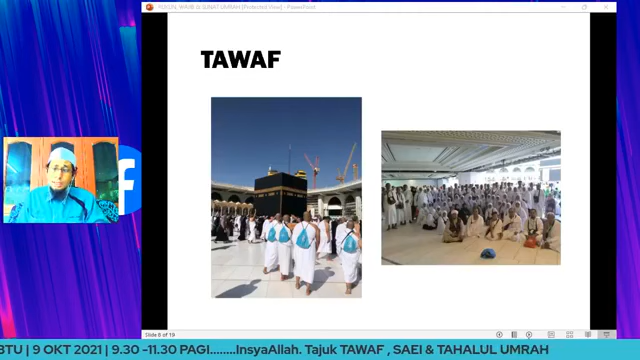 RUKUN, WAJIB & SUNAT UMRAH [Protected View] - PowerPoint
TAWAF
f
Slide 6 of 19
BTU | 9 OKT 2021 | 9.30 -11.30 PAGI........InsyaAllah. Tajuk TAWAF , SAEI & TAHALUL UMRAH